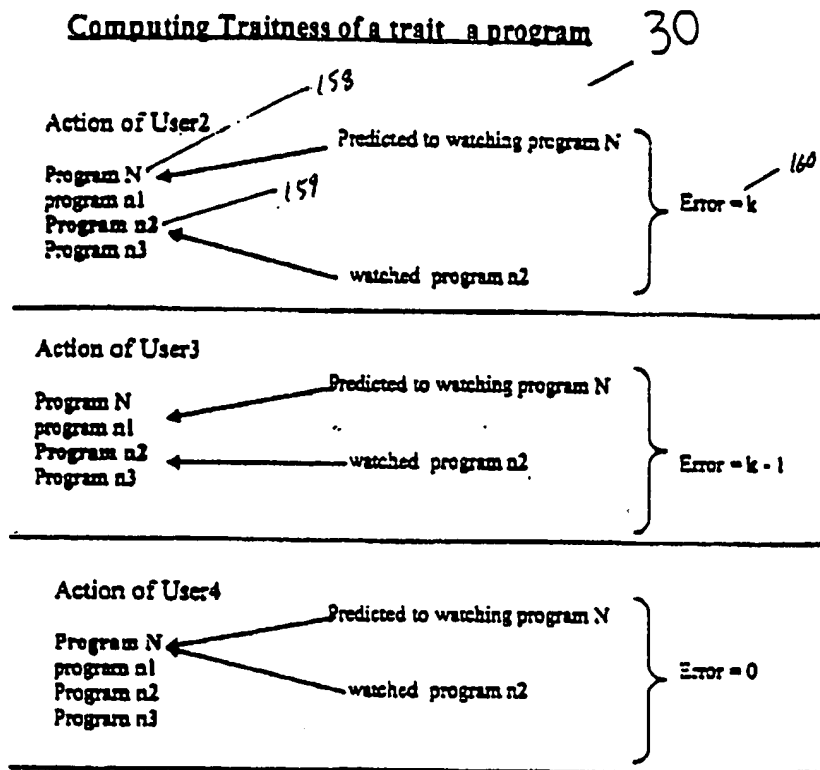 Computing Traitness of a trait a program
30
158
Action of User2
Predicted to watching program N
Program N
program n1
159
Program n2
Program n3
watched program n2
Error = k
160
Action of User3
Predicted to watching program N
Program N
program n1
Program n2
Program n3
watched program n2
Error = k - 1
Action of User4
Predicted to watching program N
Program N
program n1
Program n2
Program n3
watched program n2
Error = 0